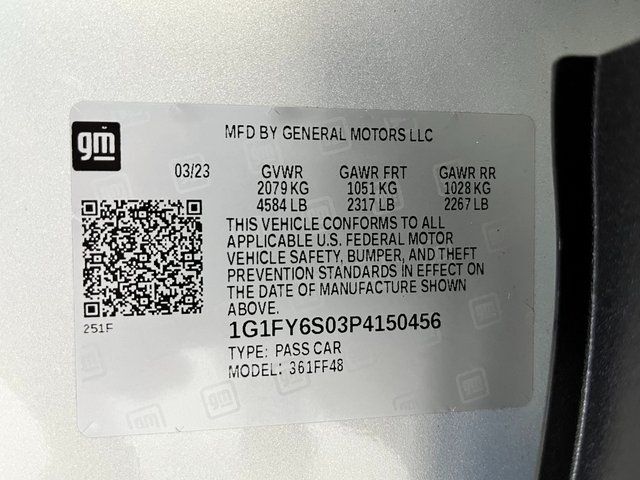 gm
MFD BY GENERAL MOTORS LLC
03/23 GVWR GAWR FRT GAWR RR
2079 KG 1051 KG 1028 KG
4584 LB 2317 LB 2267 LB
THIS VEHICLE CONFORMS TO ALL
APPLICABLE U.S. FEDERAL MOTOR
VEHICLE SAFETY, BUMPER, AND THEFT
PREVENTION STANDARDS IN EFFECT ON
THE DATE OF MANUFACTURE SHOWN
ABOVE.
251F
1G1FY6S03P4150456
TYPE: PASS CAR
MODEL: 361FF48